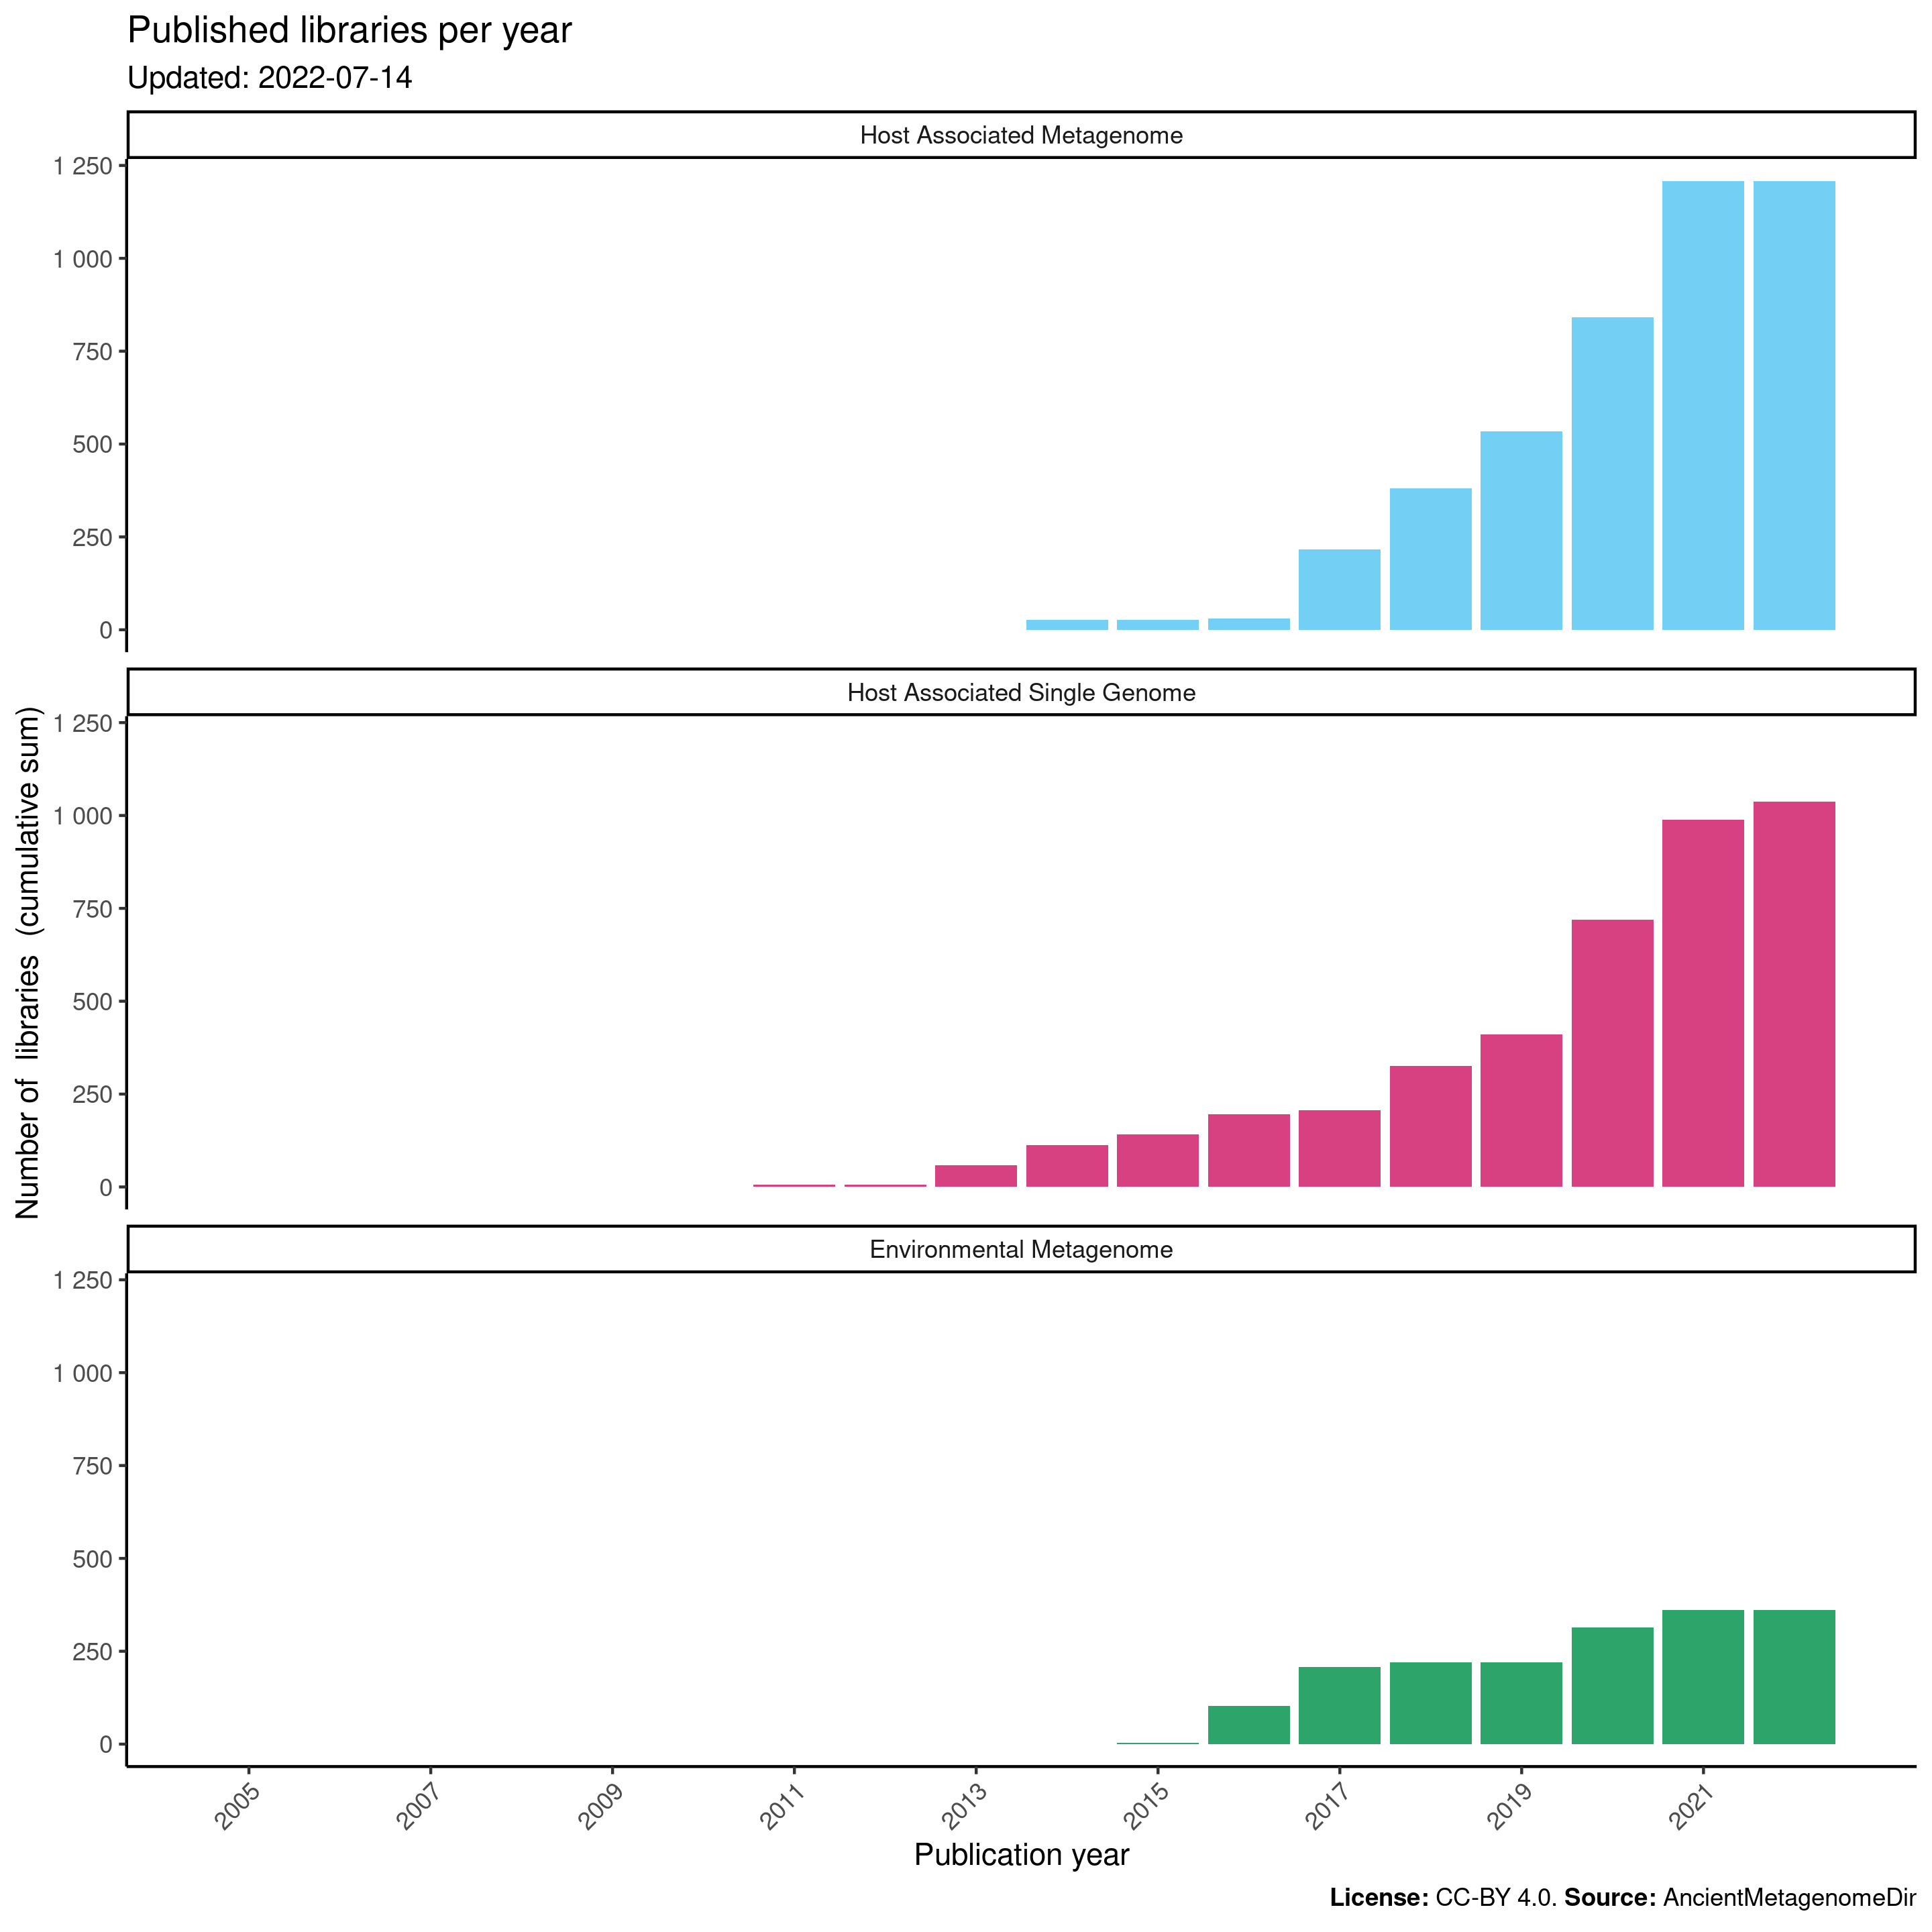 Published libraries per year
Updated: 2022-07-14
Host Associated Metagenome
1 250
1 000
750
500
250
0
Host Associated Single Genome
1 250
1 000
750
500
250
0
Number of  libraries  (cumulative sum)
Environmental Metagenome
1 250
1 000
750
500
250
0
2005 2007 2009 2011 2013 2015 2017 2019 2021
Publication year
License: CC-BY 4.0. Source: AncientMetagenomeDir